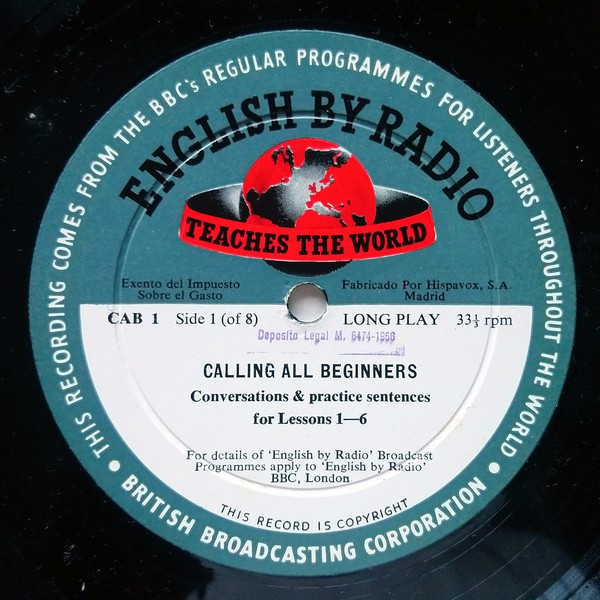 THIS RECORDING COMES FROM THE BBC's REGULAR PROGRAMMES FOR LISTENERS THROUGHOUT THE WORLD
ENGLISH BY RADIO
TEACHES THE WORLD
Exento del Impuesto
Sobre el Gasto
Fabricado Por Hispavox, S.A.
Madrid
CAB 1 Side 1 (of 8) LONG PLAY 33⅓ rpm
Deposito Legal M. 6474-1966
CALLING ALL BEGINNERS
Conversations & practice sentences
for Lessons 1—6
For details of 'English by Radio' Broadcast
Programmes apply to 'English by Radio'
BBC, London
THIS RECORD IS COPYRIGHT
• BRITISH BROADCASTING CORPORATION •